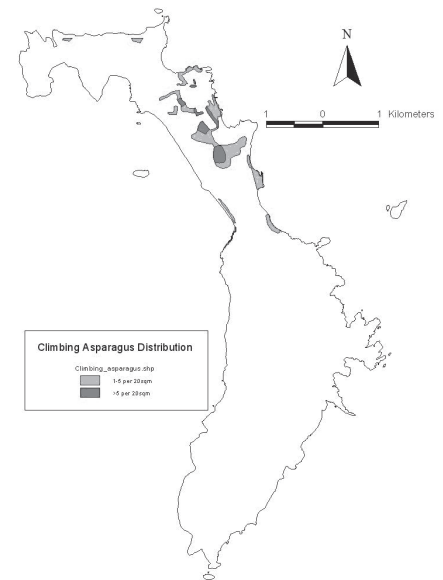 N
1 0 1 Kilometers
Climbing Asparagus Distribution
Climbing_asparagus.shp
1-5 per 20sqm
>5 per 20sqm